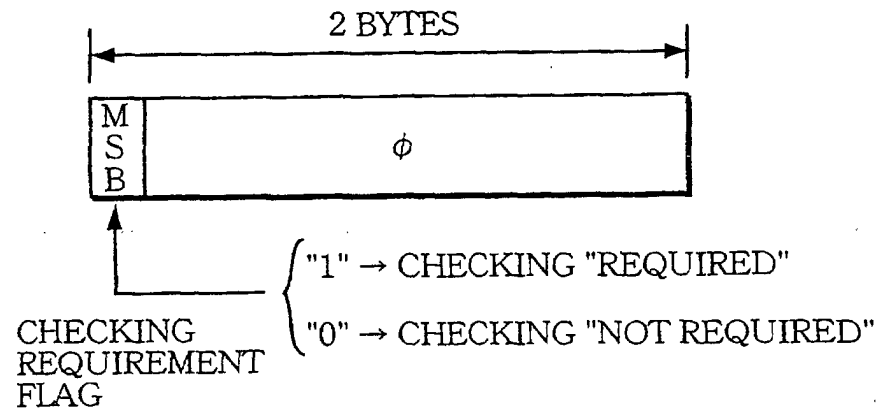 2 BYTES
M
S
B
φ
"1" → CHECKING "REQUIRED"
"0" → CHECKING "NOT REQUIRED"
CHECKING
REQUIREMENT
FLAG